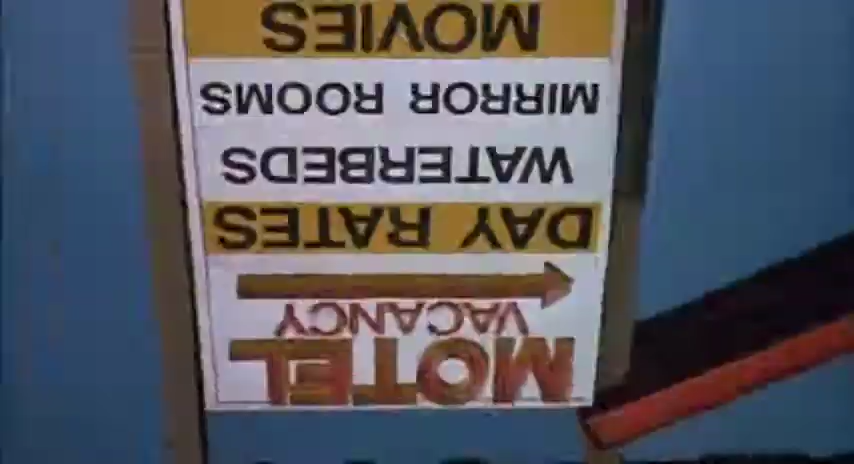 MOTEL
VACANCY
DAY RATES
WATERBEDS
MIRROR ROOMS
MOVIES